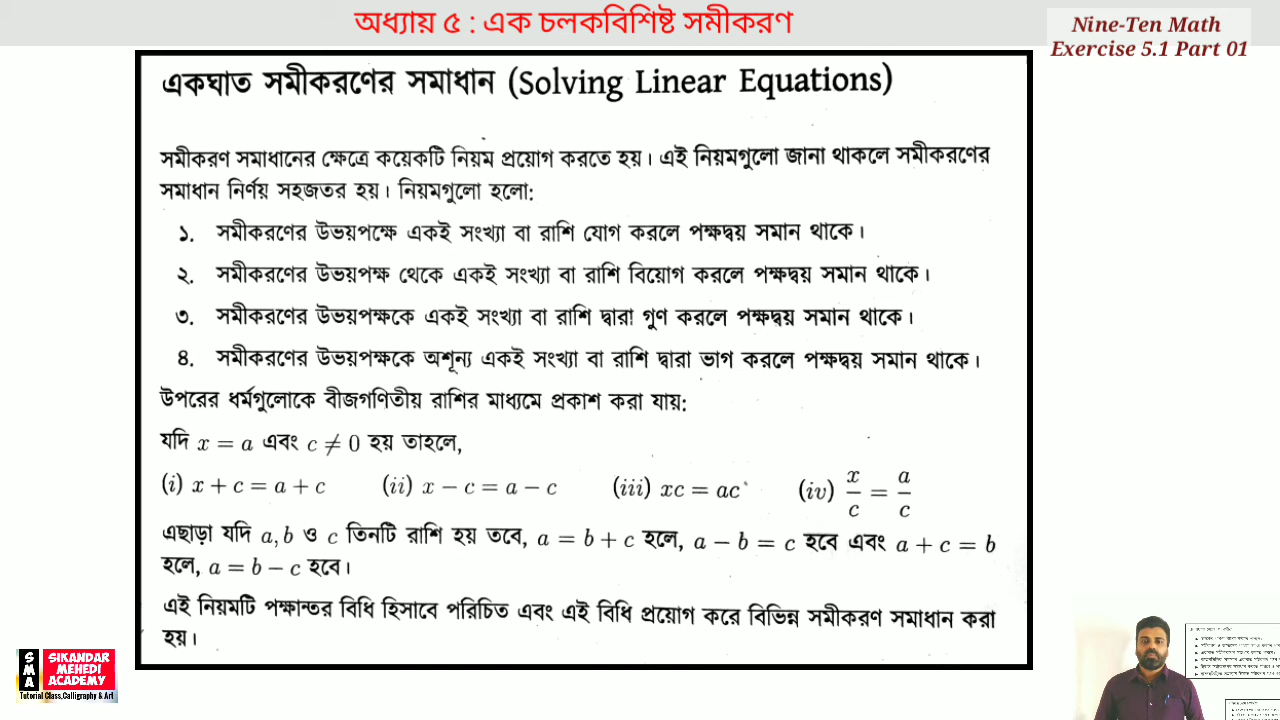 অধ্যায় ৫ : এক চলকবিশিষ্ট সমীকরণ
Nine-Ten Math
Exercise 5.1 Part 01
একঘাত সমীকরণের সমাধান (Solving Linear Equations)
সমীকরণ সমাধানের ক্ষেত্রে কয়েকটি নিয়ম প্রয়োগ করতে হয়। এই নিয়মগুলো জানা থাকলে সমীকরণের
সমাধান নির্ণয় সহজতর হয়। নিয়মগুলো হলো:
১. সমীকরণের উভয়পক্ষে একই সংখ্যা বা রাশি যোগ করলে পক্ষদ্বয় সমান থাকে।
২. সমীকরণের উভয়পক্ষ থেকে একই সংখ্যা বা রাশি বিয়োগ করলে পক্ষদ্বয় সমান থাকে।
৩. সমীকরণের উভয়পক্ষকে একই সংখ্যা বা রাশি দ্বারা গুণ করলে পক্ষদ্বয় সমান থাকে।
৪. সমীকরণের উভয়পক্ষকে অশূন্য একই সংখ্যা বা রাশি দ্বারা ভাগ করলে পক্ষদ্বয় সমান থাকে।
উপরের ধর্মগুলোকে বীজগণিতীয় রাশির মাধ্যমে প্রকাশ করা যায়:
যদি x = a এবং c ≠ 0 হয় তাহলে,
(i) x + c = a + c (ii) x − c = a − c (iii) xc = ac (iv) x/c = a/c
এছাড়া যদি a, b ও c তিনটি রাশি হয় তবে, a = b + c হলে, a − b = c হবে এবং a + c = b
হলে, a = b − c হবে।
এই নিয়মটি পক্ষান্তর বিধি হিসাবে পরিচিত এবং এই বিধি প্রয়োগ করে বিভিন্ন সমীকরণ সমাধান করা
হয়।
SMA
SIKANDAR
MEHEDI
ACADEMY
Tutorial Class,Calligraphy & Art